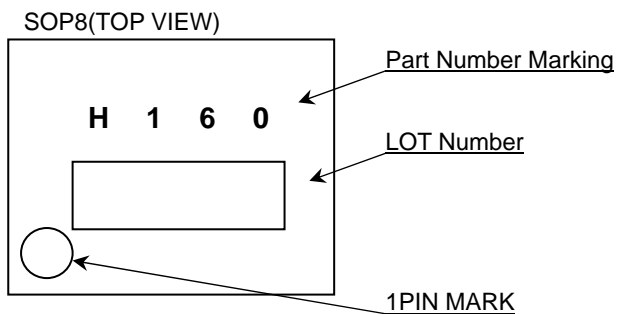 SOP8(TOP VIEW)
Part Number Marking
H 1 6 0
LOT Number
1PIN MARK